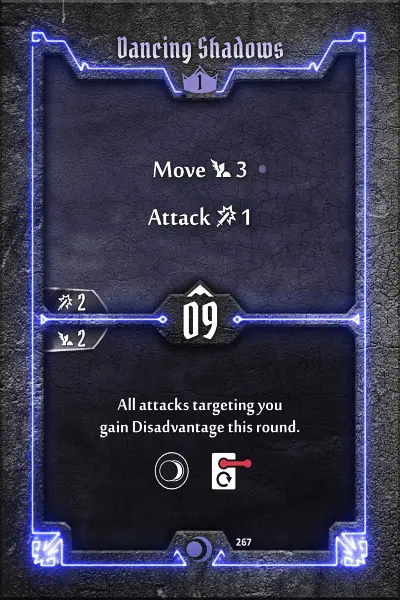 Dancing Shadows
1
Move 3
Attack 1
2
09
2
All attacks targeting you
gain Disadvantage this round.
267